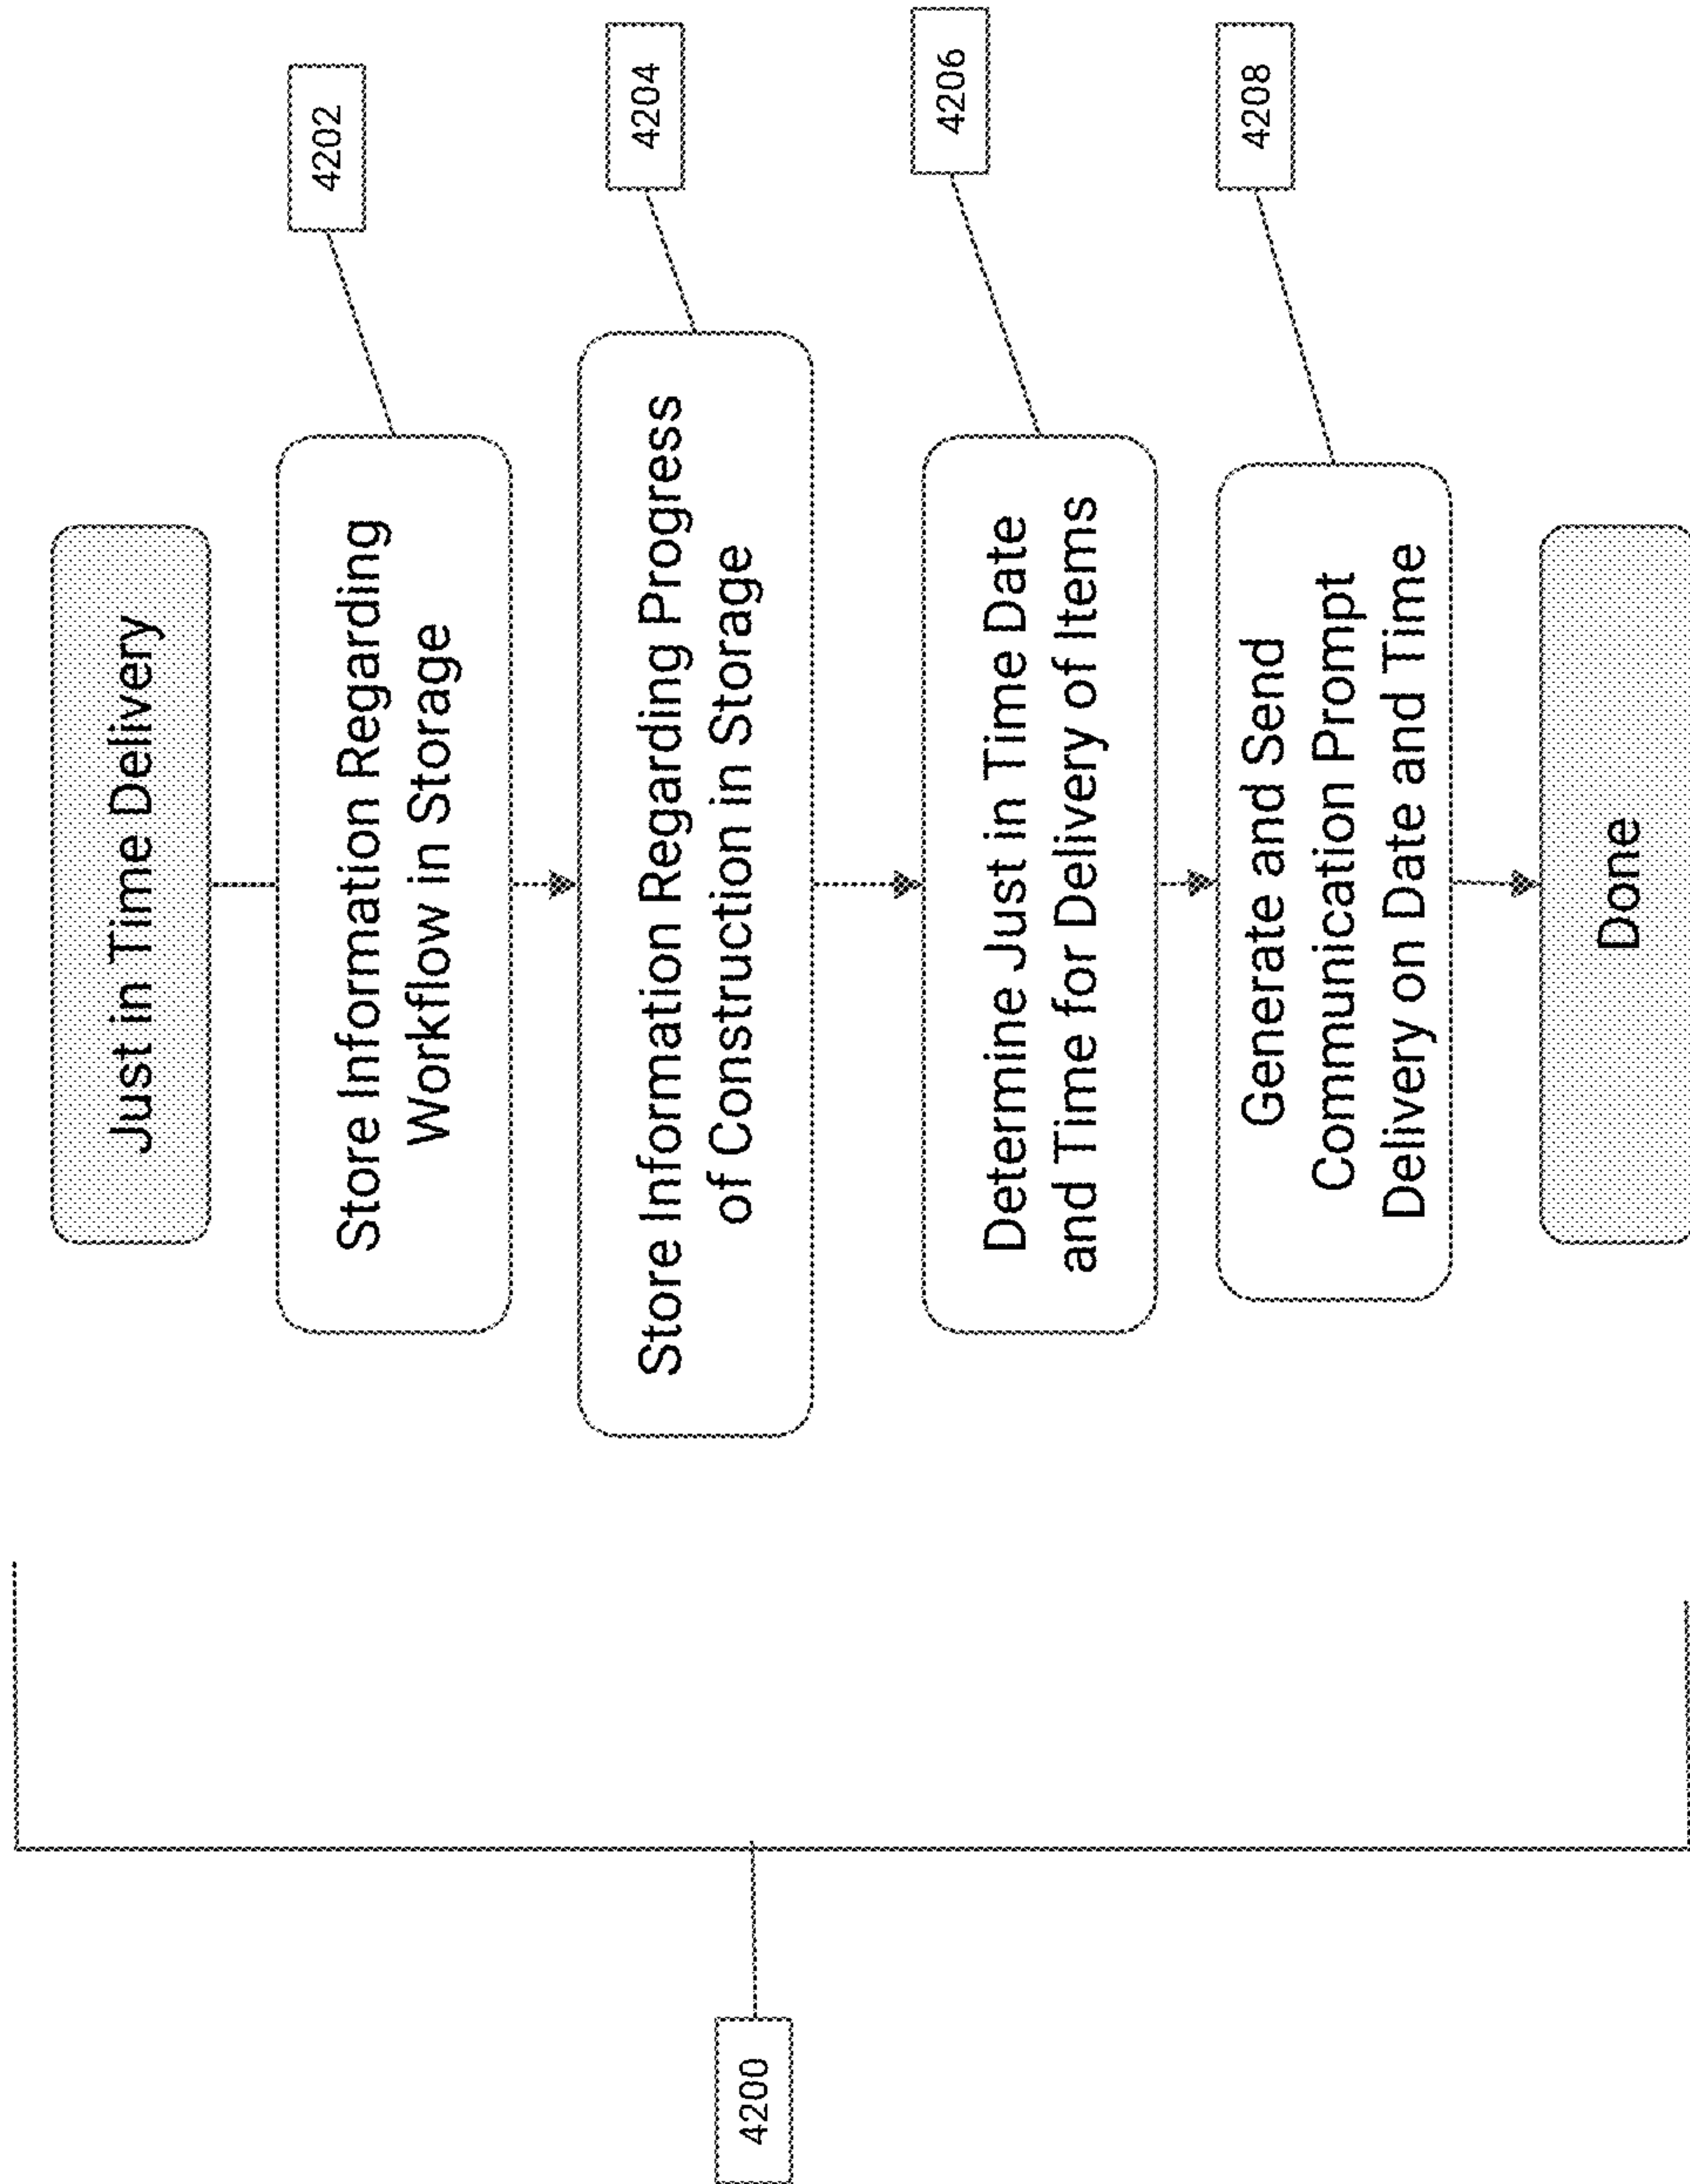 Just in Time Delivery
Store Information Regarding
Workflow in Storage
4202
Store Information Regarding Progress
of Construction in Storage
4204
Determine Just in Time Date
and Time for Delivery of Items
4206
Generate and Send
Communication Prompt
Delivery on Date and Time
4208
Done
4200